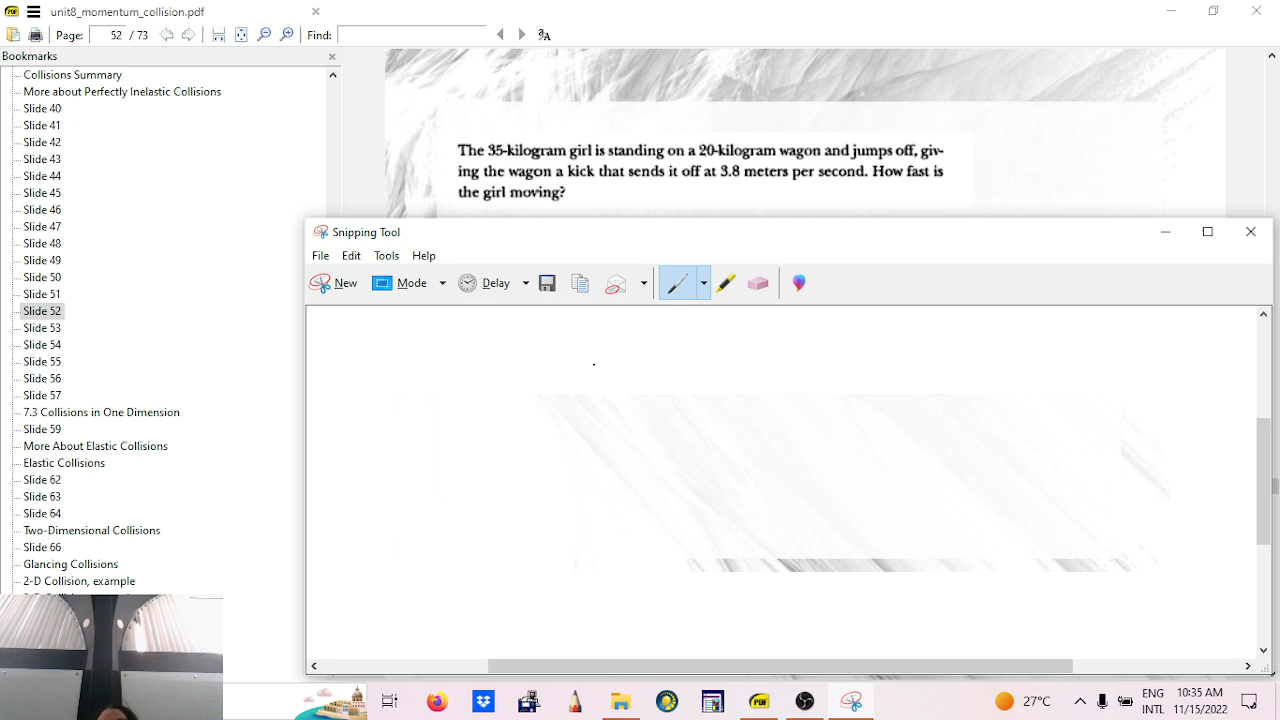 unit8_momentum_collision.pdf
Page: 52 / 73 Find:
Bookmarks
Collisions Summary
More about Perfectly Inelastic Collisions
Slide 40
Slide 41
Slide 42
Slide 43
Slide 44
Slide 45
Slide 46
Slide 47
Slide 48
Slide 49
Slide 50
Slide 51
Slide 52
Slide 53
Slide 54
Slide 55
Slide 56
Slide 57
7.3 Collisions in One Dimension
Slide 59
More About Elastic Collisions
Elastic Collisions
Slide 62
Slide 63
Slide 64
Two-Dimensional Collisions
Slide 66
Glancing Collisions
2-D Collision, example
The 35-kilogram girl is standing on a 20-kilogram wagon and jumps off, giv-
ing the wagon a kick that sends it off at 3.8 meters per second. How fast is
the girl moving?
Snipping Tool
File Edit Tools Help
New Mode Delay
27°C
ENG
INTL
10:35 AM
11/15/2022